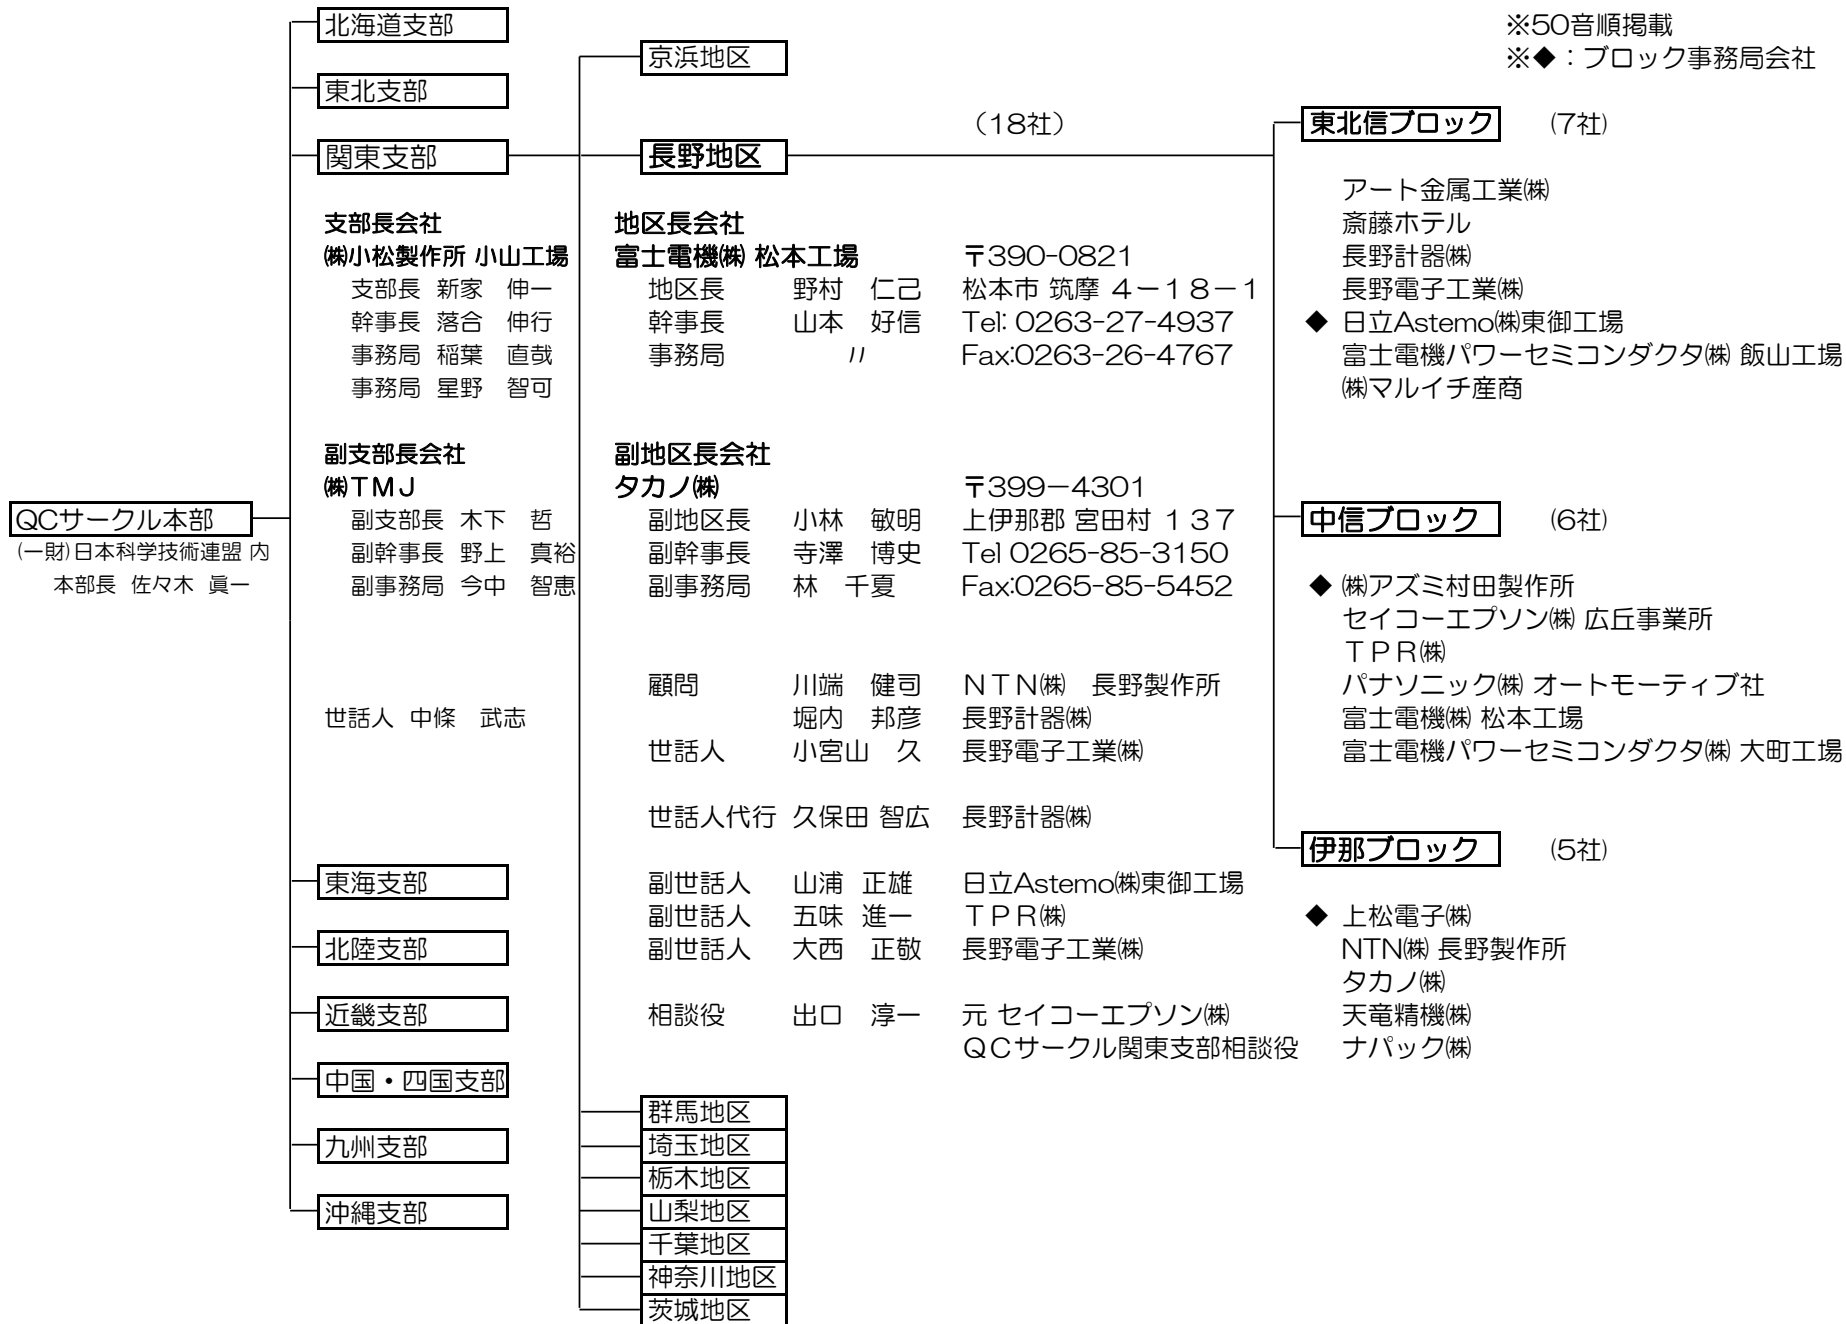 ※50音順掲載
※◆：ブロック事務局会社
QCサークル本部
(一財)日本科学技術連盟 内
本部長 佐々木 眞一
北海道支部
東北支部
関東支部
支部長会社
㈱小松製作所 小山工場
支部長 新家 伸一
幹事長 落合 伸行
事務局 稲葉 直哉
事務局 星野 智可
副支部長会社
㈱ＴＭＪ
副支部長 木下 哲
副幹事長 野上 真裕
副事務局 今中 智恵
世話人 中條 武志
東海支部
北陸支部
近畿支部
中国・四国支部
九州支部
沖縄支部
京浜地区
長野地区 （18社）
地区長会社
富士電機㈱ 松本工場 〒390-0821
地区長 野村 仁己 松本市 筑摩 ４－１８－１
幹事長 山本 好信 Tel: 0263-27-4937
事務局 〃 Fax:0263-26-4767
副地区長会社
タカノ㈱ 〒399－4301
副地区長 小林 敏明 上伊那郡 宮田村 １３７
副幹事長 寺澤 博史 Tel 0265-85-3150
副事務局 林 千夏 Fax:0265-85-5452
顧問 川端 健司 ＮＴＮ㈱ 長野製作所
堀内 邦彦 長野計器㈱
世話人 小宮山 久 長野電子工業㈱
世話人代行 久保田 智広 長野計器㈱
副世話人 山浦 正雄 日立Astemo㈱東御工場
副世話人 五味 進一 ＴＰＲ㈱
副世話人 大西 正敬 長野電子工業㈱
相談役 出口 淳一 元 セイコーエプソン㈱
ＱＣサークル関東支部相談役
群馬地区
埼玉地区
栃木地区
山梨地区
千葉地区
神奈川地区
茨城地区
東北信ブロック (7社)
アート金属工業㈱
斎藤ホテル
長野計器㈱
長野電子工業㈱
◆ 日立Astemo㈱東御工場
富士電機パワーセミコンダクタ㈱ 飯山工場
㈱マルイチ産商
中信ブロック (6社)
◆ ㈱アズミ村田製作所
セイコーエプソン㈱ 広丘事業所
ＴＰＲ㈱
パナソニック㈱ オートモーティブ社
富士電機㈱ 松本工場
富士電機パワーセミコンダクタ㈱ 大町工場
伊那ブロック (5社)
◆ 上松電子㈱
NTN㈱ 長野製作所
タカノ㈱
天竜精機㈱
ナパック㈱